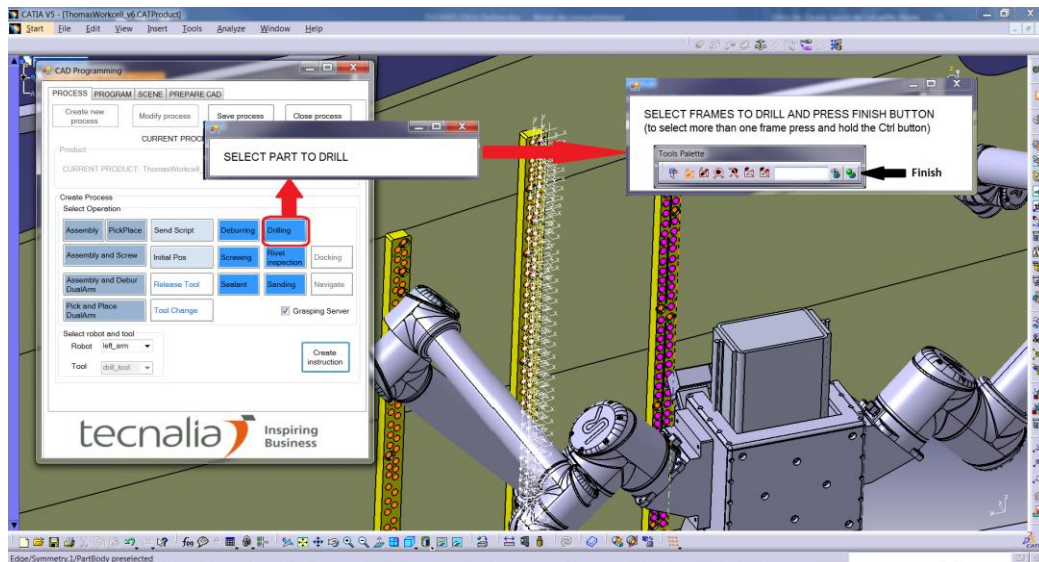 CATIA V5 - [ThomasWorkcell_v6.CATProduct]
Start File Edit View Insert Tools Analyze Window Help
CAD Programming
PROCESS PROGRAM SCENE PREPARE CAD
Create new process
Modify process
Save process
Close process
CURRENT PROC
Product
CURRENT PRODUCT: ThomasWorkcell_
SELECT PART TO DRILL
SELECT FRAMES TO DRILL AND PRESS FINISH BUTTON
(to select more than one frame press and hold the Ctrl button)
Tools Palette
Finish
Create Process
Select Operation
Assembly PickPlace Send Script Deburring Drilling
Assembly and Screw Initial Pos Screwing Rivet inspection Docking
Assembly and Debur DualArm Release Tool Sealant Sanding Navigate
Pick and Place DualArm Tool Change Grasping Server
Select robot and tool
Robot left_arm
Tool drill_tool
Create instruction
tecnalia Inspiring Business
Edge/Symmetry.1/PartBody preselected